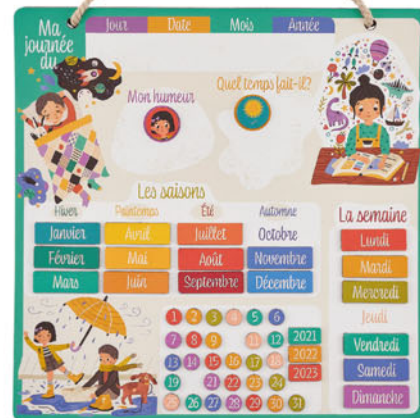 Ma journée du
Jour Date Mois Année
Mon humeur
Quel temps fait-il?
Les saisons
Hiver Printemps Été Automne
Janvier Avril Juillet Octobre
Février Mai Août Novembre
Mars Juin Septembre Décembre
La semaine
Lundi
Mardi
Mercredi
Jeudi
Vendredi
Samedi
Dimanche
1 2 3 4 5 6
7 8 9 11 12 2021
13 14 15 16 17 18 2022
19 21 22 23 24 2023
25 26 27 28 29 30 31